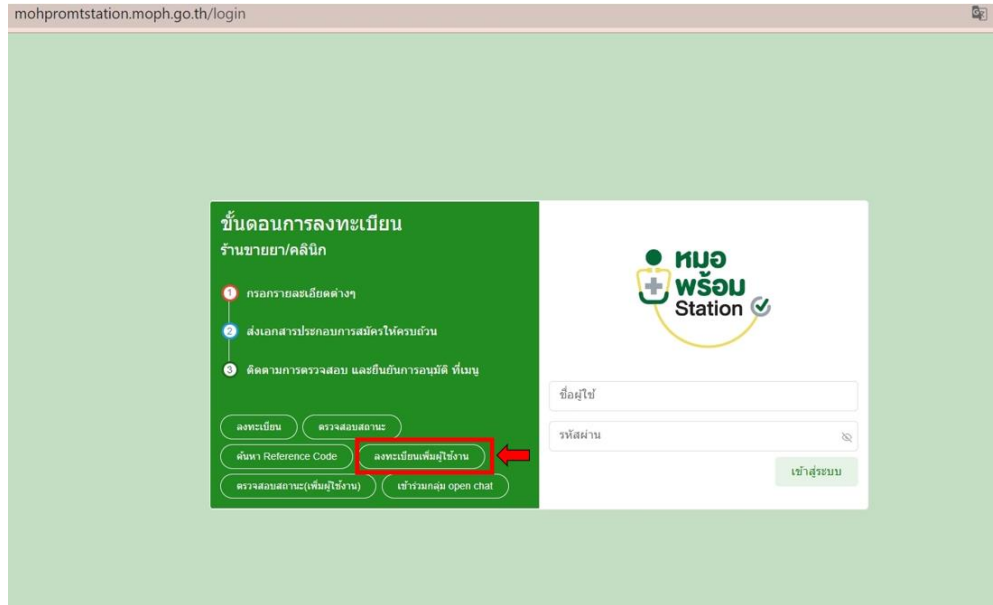 mohpromtstation.moph.go.th/login
ขั้นตอนการลงทะเบียน
ร้านขายยา/คลินิก
1 กรอกรายละเอียดต่างๆ
2 ส่งเอกสารประกอบการสมัครให้ครบถ้วน
3 ติดตามการตรวจสอบ และยืนยันการอนุมัติ ที่เมนู
ลงทะเบียน ตรวจสอบสถานะ
ค้นหา Reference Code ลงทะเบียนเพิ่มผู้ใช้งาน
ตรวจสอบสถานะ(เพิ่มผู้ใช้งาน) เข้าร่วมกลุ่ม open chat
หมอ
พร้อม
Station
ชื่อผู้ใช้
รหัสผ่าน
เข้าสู่ระบบ